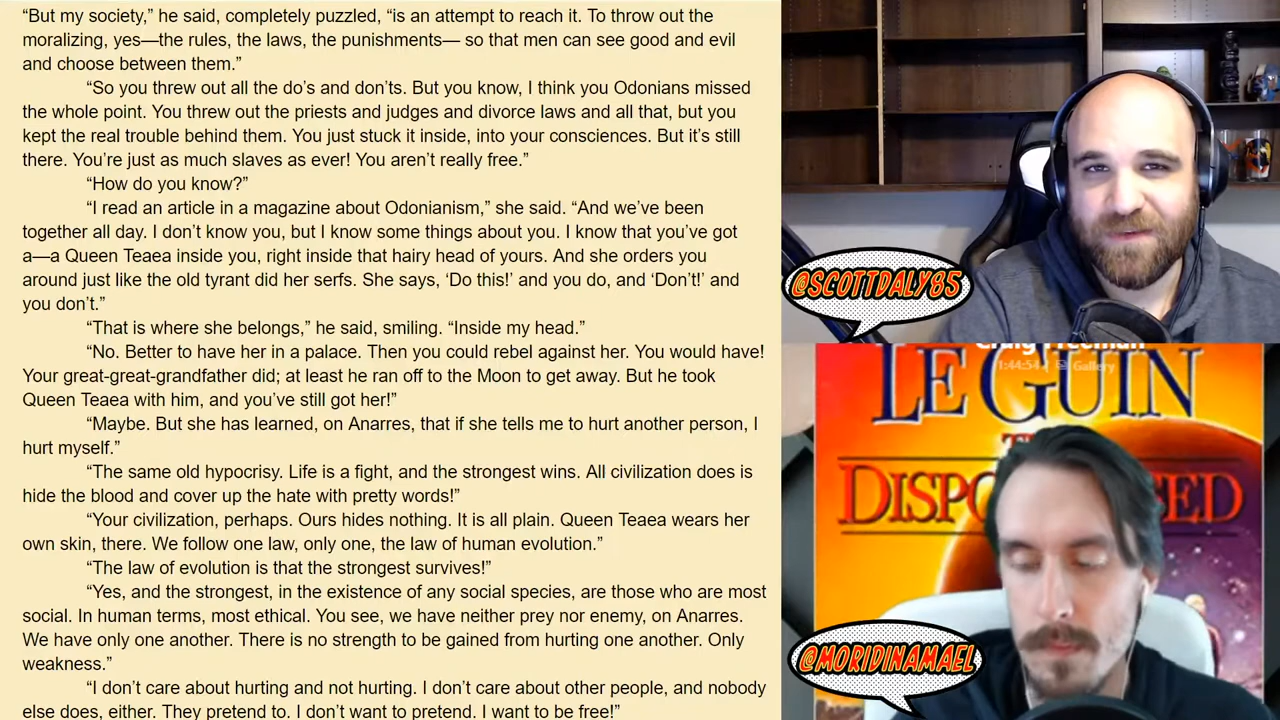 “But my society,” he said, completely puzzled, “is an attempt to reach it. To throw out the
moralizing, yes—the rules, the laws, the punishments— so that men can see good and evil
and choose between them.”
“So you threw out all the do’s and don’ts. But you know, I think you Odonians missed
the whole point. You threw out the priests and judges and divorce laws and all that, but you
kept the real trouble behind them. You just stuck it inside, into your consciences. But it’s still
there. You’re just as much slaves as ever! You aren’t really free.”
“How do you know?”
“I read an article in a magazine about Odonianism,” she said. “And we’ve been
together all day. I don’t know you, but I know some things about you. I know that you’ve got
a—a Queen Teaea inside you, right inside that hairy head of yours. And she orders you
around just like the old tyrant did her serfs. She says, ‘Do this!’ and you do, and ‘Don’t!’ and
you don’t.”
“That is where she belongs,” he said, smiling. “Inside my head.”
“No. Better to have her in a palace. Then you could rebel against her. You would have!
Your great-great-grandfather did; at least he ran off to the Moon to get away. But he took
Queen Teaea with him, and you’ve still got her!”
“Maybe. But she has learned, on Anarres, that if she tells me to hurt another person, I
hurt myself.”
“The same old hypocrisy. Life is a fight, and the strongest wins. All civilization does is
hide the blood and cover up the hate with pretty words!”
“Your civilization, perhaps. Ours hides nothing. It is all plain. Queen Teaea wears her
own skin, there. We follow one law, only one, the law of human evolution.”
“The law of evolution is that the strongest survives!”
“Yes, and the strongest, in the existence of any social species, are those who are most
social. In human terms, most ethical. You see, we have neither prey nor enemy, on Anarres.
We have only one another. There is no strength to be gained from hurting one another. Only
weakness.”
“I don’t care about hurting and not hurting. I don’t care about other people, and nobody
else does, either. They pretend to. I don’t want to pretend. I want to be free!”
@SCOTTDALY85
1:44:54 Gallery
LE GUIN
@MORIDINAMAEL